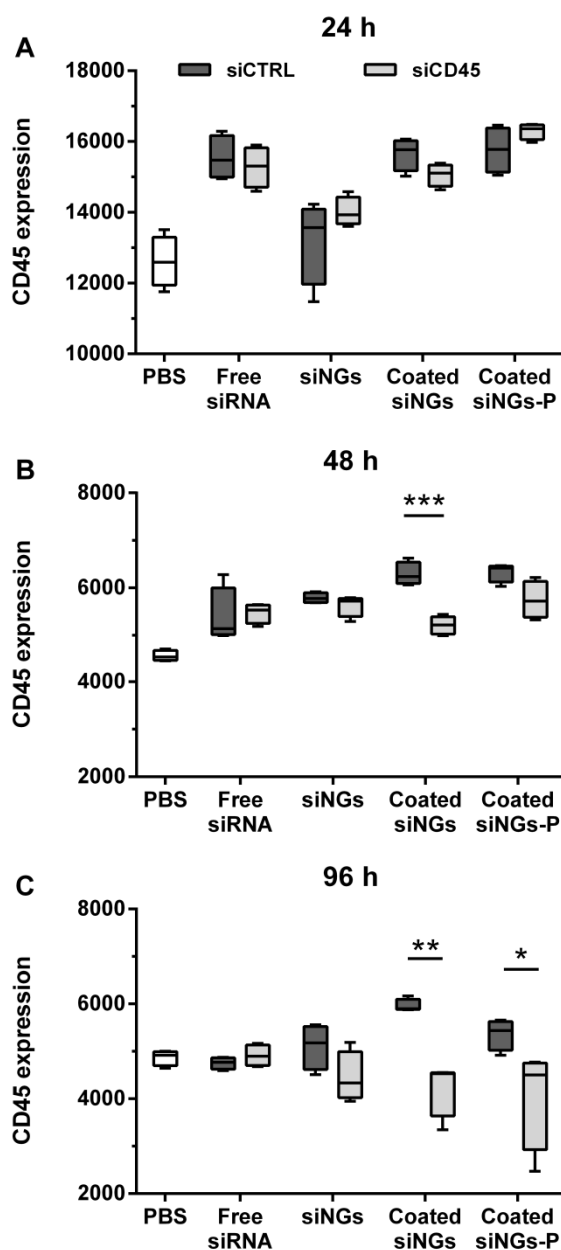 A
24 h
siCTRL siCD45
CD45 expression
18000
16000
14000
12000
10000
PBS Free siNGs Coated Coated
siRNA siNGs siNGs-P
B
48 h
CD45 expression
8000
6000
4000
2000
***
PBS Free siNGs Coated Coated
siRNA siNGs siNGs-P
C
96 h
CD45 expression
8000
6000
4000
2000
**
*
PBS Free siNGs Coated Coated
siRNA siNGs siNGs-P